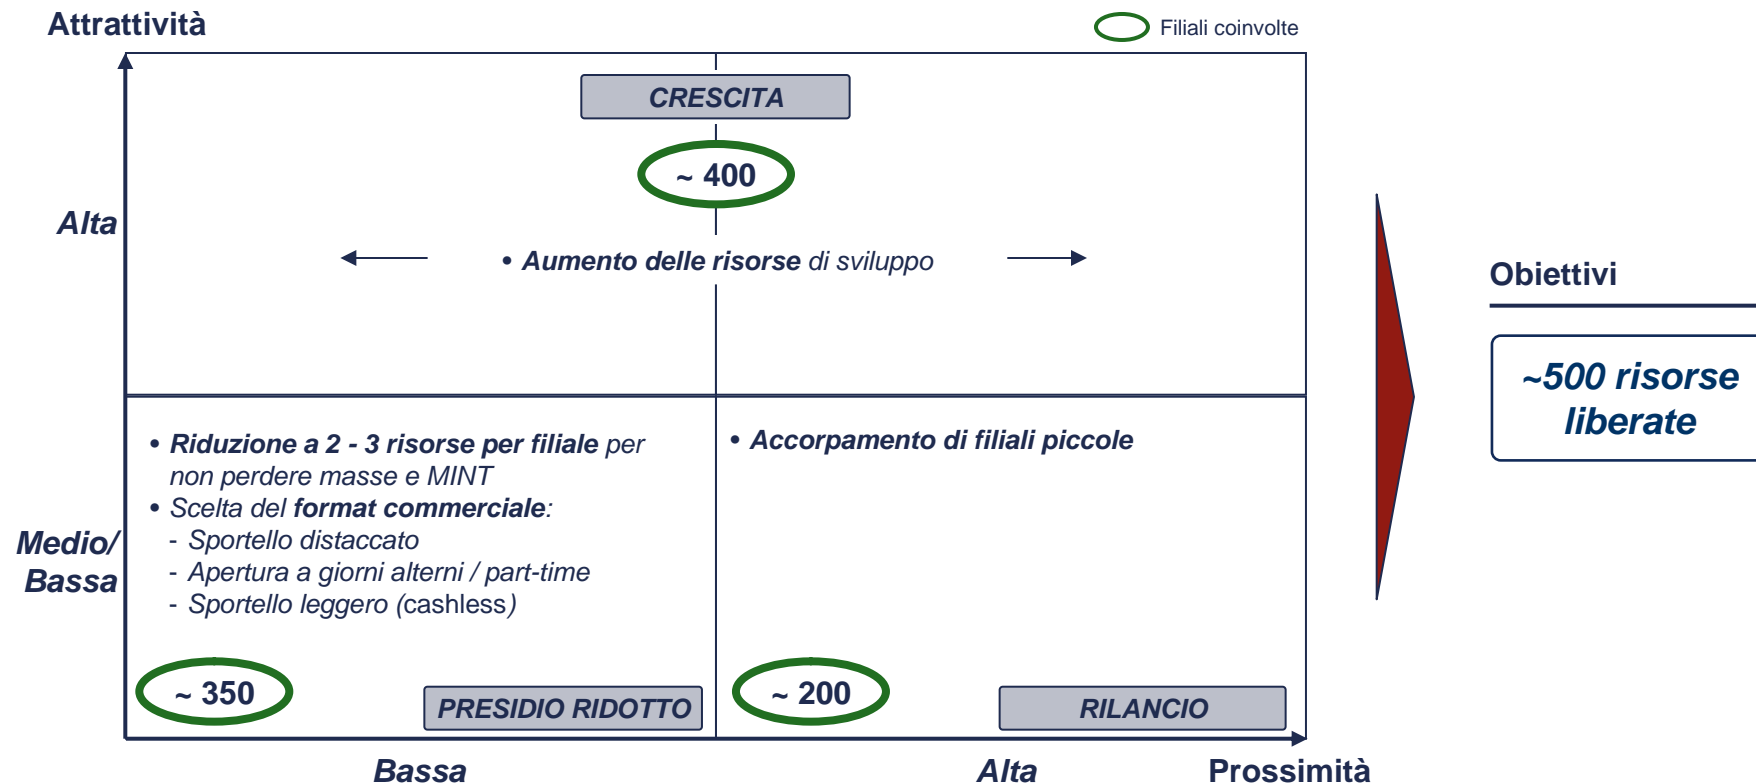 Attrattività
Filiali coinvolte
CRESCITA
~ 400
Alta
• Aumento delle risorse di sviluppo
Obiettivi
~500 risorse
liberate
• Riduzione a 2 - 3 risorse per filiale per
non perdere masse e MINT
• Scelta del format commerciale:
- Sportello distaccato
- Apertura a giorni alterni / part-time
- Sportello leggero (cashless)
• Accorpamento di filiali piccole
Medio/
Bassa
~ 350
PRESIDIO RIDOTTO
~ 200
RILANCIO
Bassa
Alta
Prossimità